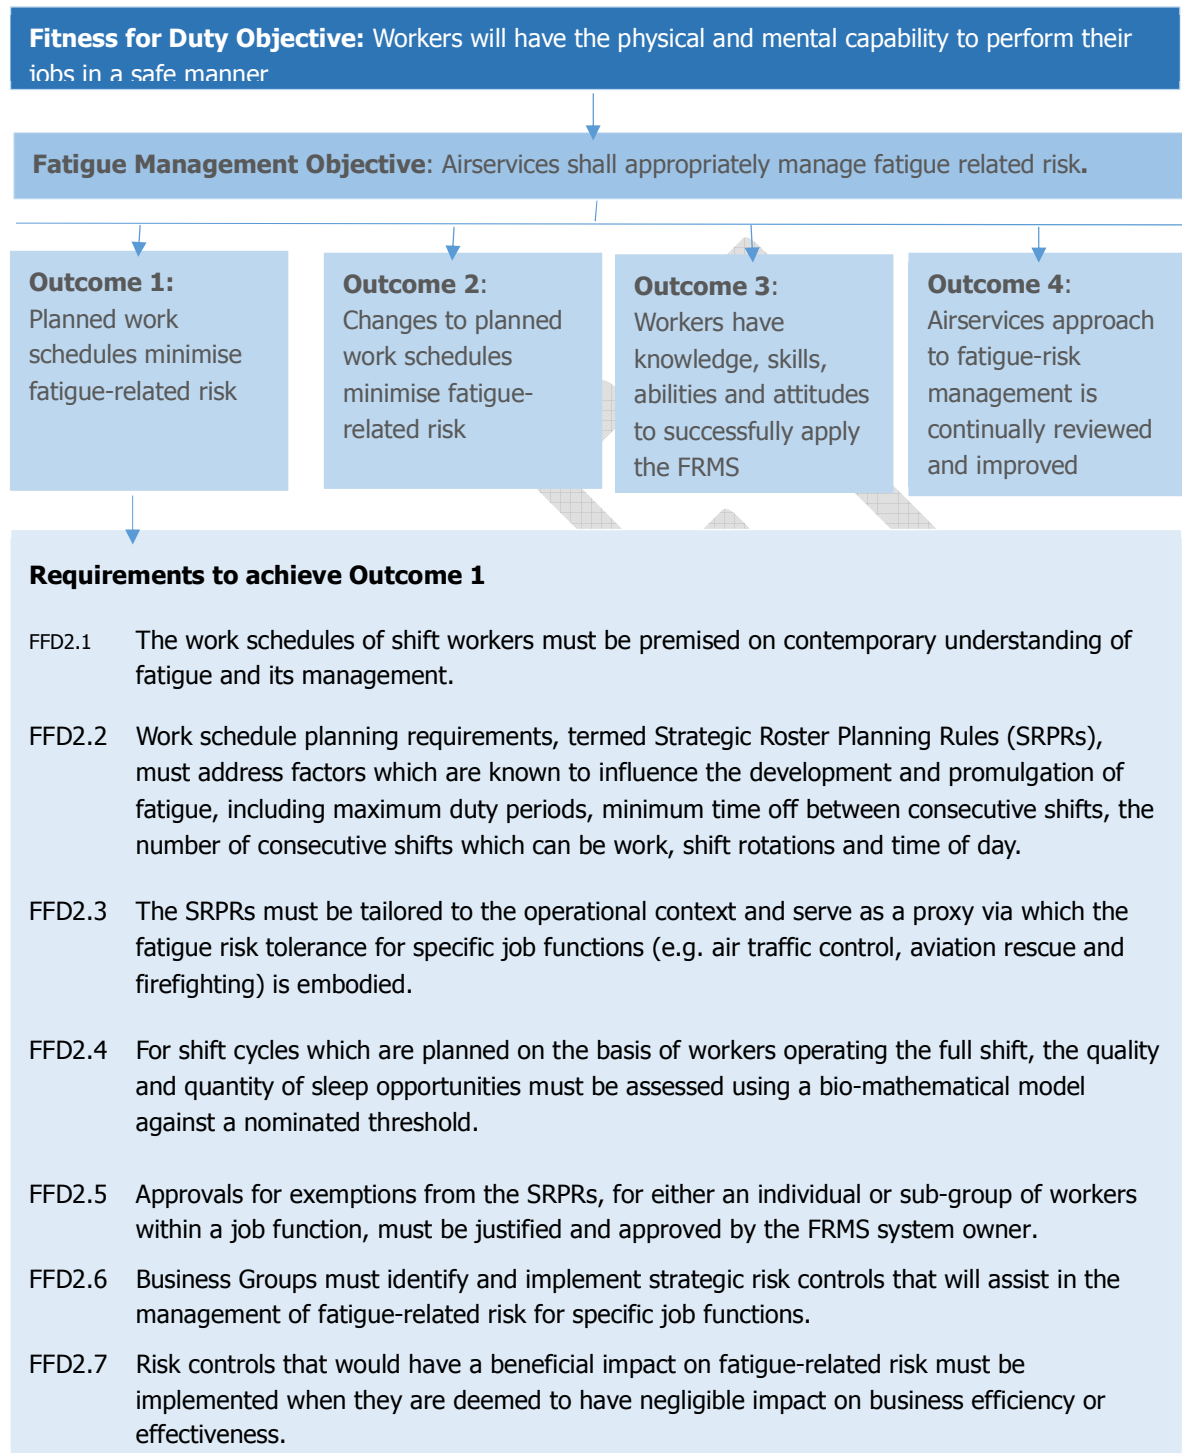 Fitness for Duty Objective: Workers will have the physical and mental capability to perform their
jobs in a safe manner
Fatigue Management Objective: Airservices shall appropriately manage fatigue related risk.
Outcome 1:
Planned work
schedules minimise
fatigue-related risk
Outcome 2:
Changes to planned
work schedules
minimise fatigue-
related risk
Outcome 3:
Workers have
knowledge, skills,
abilities and attitudes
to successfully apply
the FRMS
Outcome 4:
Airservices approach
to fatigue-risk
management is
continually reviewed
and improved
Requirements to achieve Outcome 1
FFD2.1 The work schedules of shift workers must be premised on contemporary understanding of
fatigue and its management.
FFD2.2 Work schedule planning requirements, termed Strategic Roster Planning Rules (SRPRs),
must address factors which are known to influence the development and promulgation of
fatigue, including maximum duty periods, minimum time off between consecutive shifts, the
number of consecutive shifts which can be work, shift rotations and time of day.
FFD2.3 The SRPRs must be tailored to the operational context and serve as a proxy via which the
fatigue risk tolerance for specific job functions (e.g. air traffic control, aviation rescue and
firefighting) is embodied.
FFD2.4 For shift cycles which are planned on the basis of workers operating the full shift, the quality
and quantity of sleep opportunities must be assessed using a bio-mathematical model
against a nominated threshold.
FFD2.5 Approvals for exemptions from the SRPRs, for either an individual or sub-group of workers
within a job function, must be justified and approved by the FRMS system owner.
FFD2.6 Business Groups must identify and implement strategic risk controls that will assist in the
management of fatigue-related risk for specific job functions.
FFD2.7 Risk controls that would have a beneficial impact on fatigue-related risk must be
implemented when they are deemed to have negligible impact on business efficiency or
effectiveness.